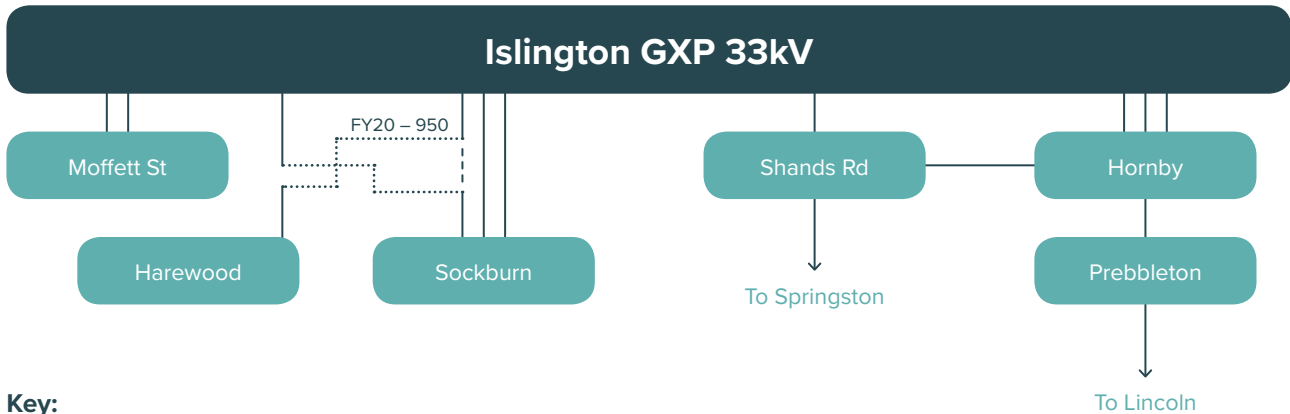 Islington GXP 33kV
FY20 – 950
Moffett St
Shands Rd
Hornby
Harewood
Sockburn
Prebbleton
To Springston
To Lincoln
Key: